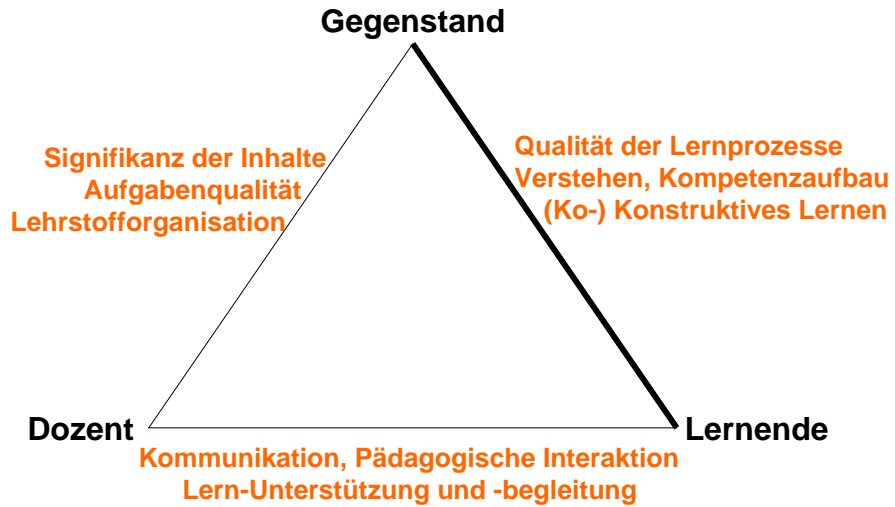 Gegenstand
Signifikanz der Inhalte
Aufgabenqualität
Lehrstofforganisation
Qualität der Lernprozesse
Verstehen, Kompetenzaufbau
(Ko-) Konstruktives Lernen
Dozent
Lernende
Kommunikation, Pädagogische Interaktion
Lern-Unterstützung und -begleitung